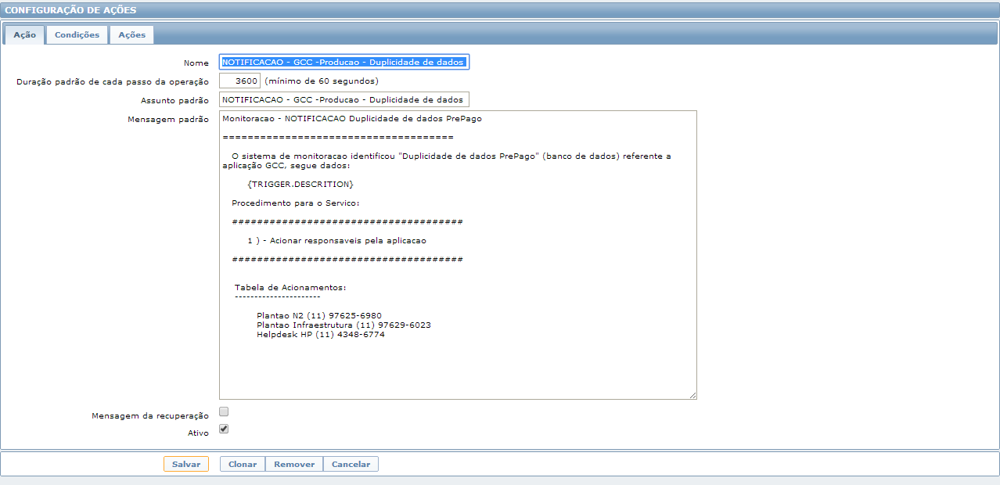 CONFIGURAÇÃO DE AÇÕES
Ação Condições Ações
Nome NOTIFICACAO - GCC -Producao - Duplicidade de dados
Duração padrão de cada passo da operação 3600 (mínimo de 60 segundos)
Assunto padrão NOTIFICACAO - GCC -Producao - Duplicidade de dados
Mensagem padrão Monitoracao - NOTIFICACAO Duplicidade de dados PrePago
=====================================
O sistema de monitoracao identificou "Duplicidade de dados PrePago" (banco de dados) referente a
aplicação GCC, segue dados:
{TRIGGER.DESCRITION}
Procedimento para o Servico:
#####################################
1 ) - Acionar responsaveis pela aplicacao
#####################################
Tabela de Acionamentos:
----------------------
Plantao N2 (11) 97625-6980
Plantao Infraestrutura (11) 97629-6023
Helpdesk HP (11) 4348-6774
Mensagem da recuperação
Ativo
Salvar Clonar Remover Cancelar